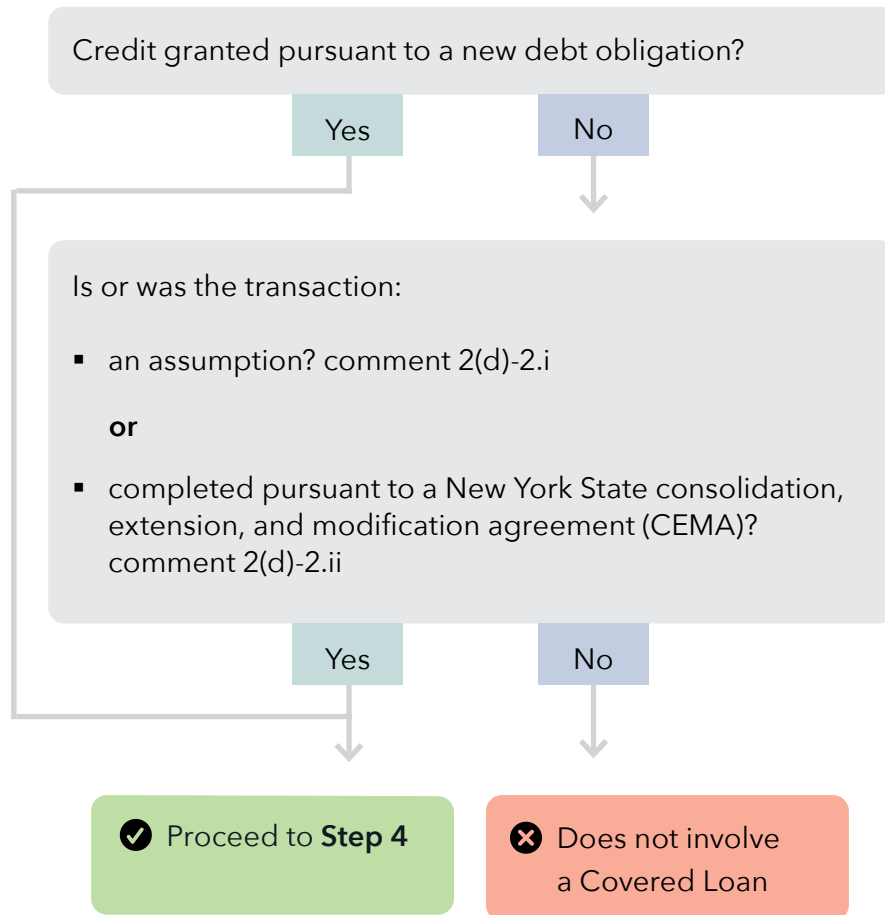 Credit granted pursuant to a new debt obligation?
Yes
No
Is or was the transaction:
▪ an assumption? comment 2(d)-2.i
or
▪ completed pursuant to a New York State consolidation,
extension, and modification agreement (CEMA)?
comment 2(d)-2.ii
Yes
No
Proceed to Step 4
Does not involve
a Covered Loan